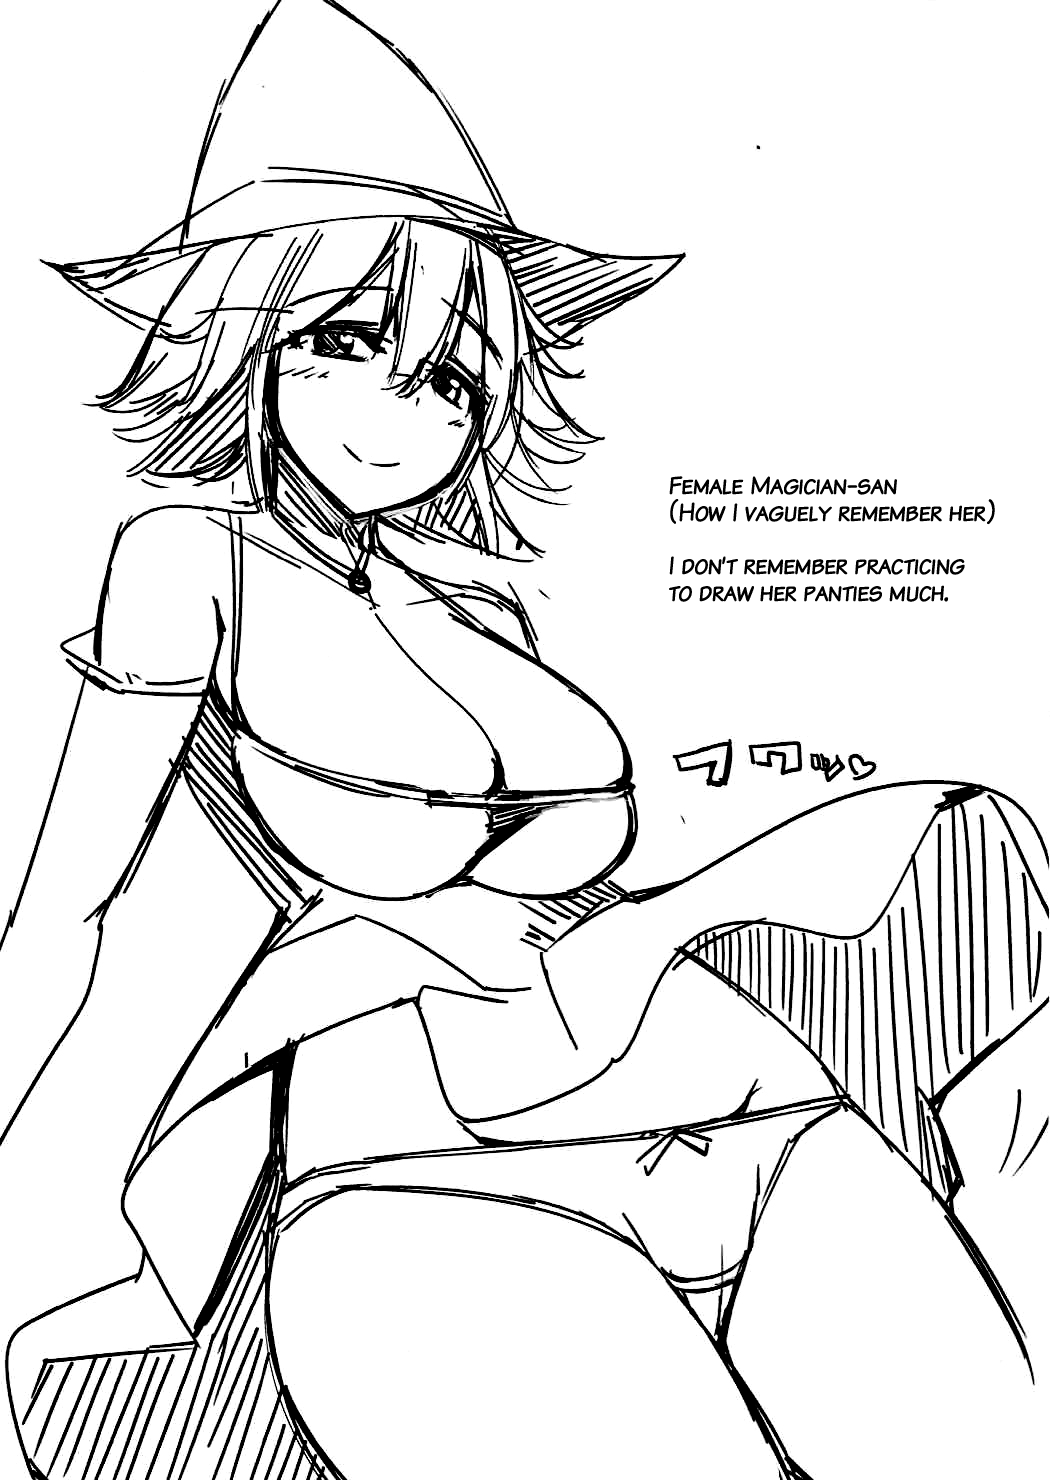 Female Magician-san
(How I vaguely remember her)
I don't remember practicing
to draw her panties much.
フワッ♡